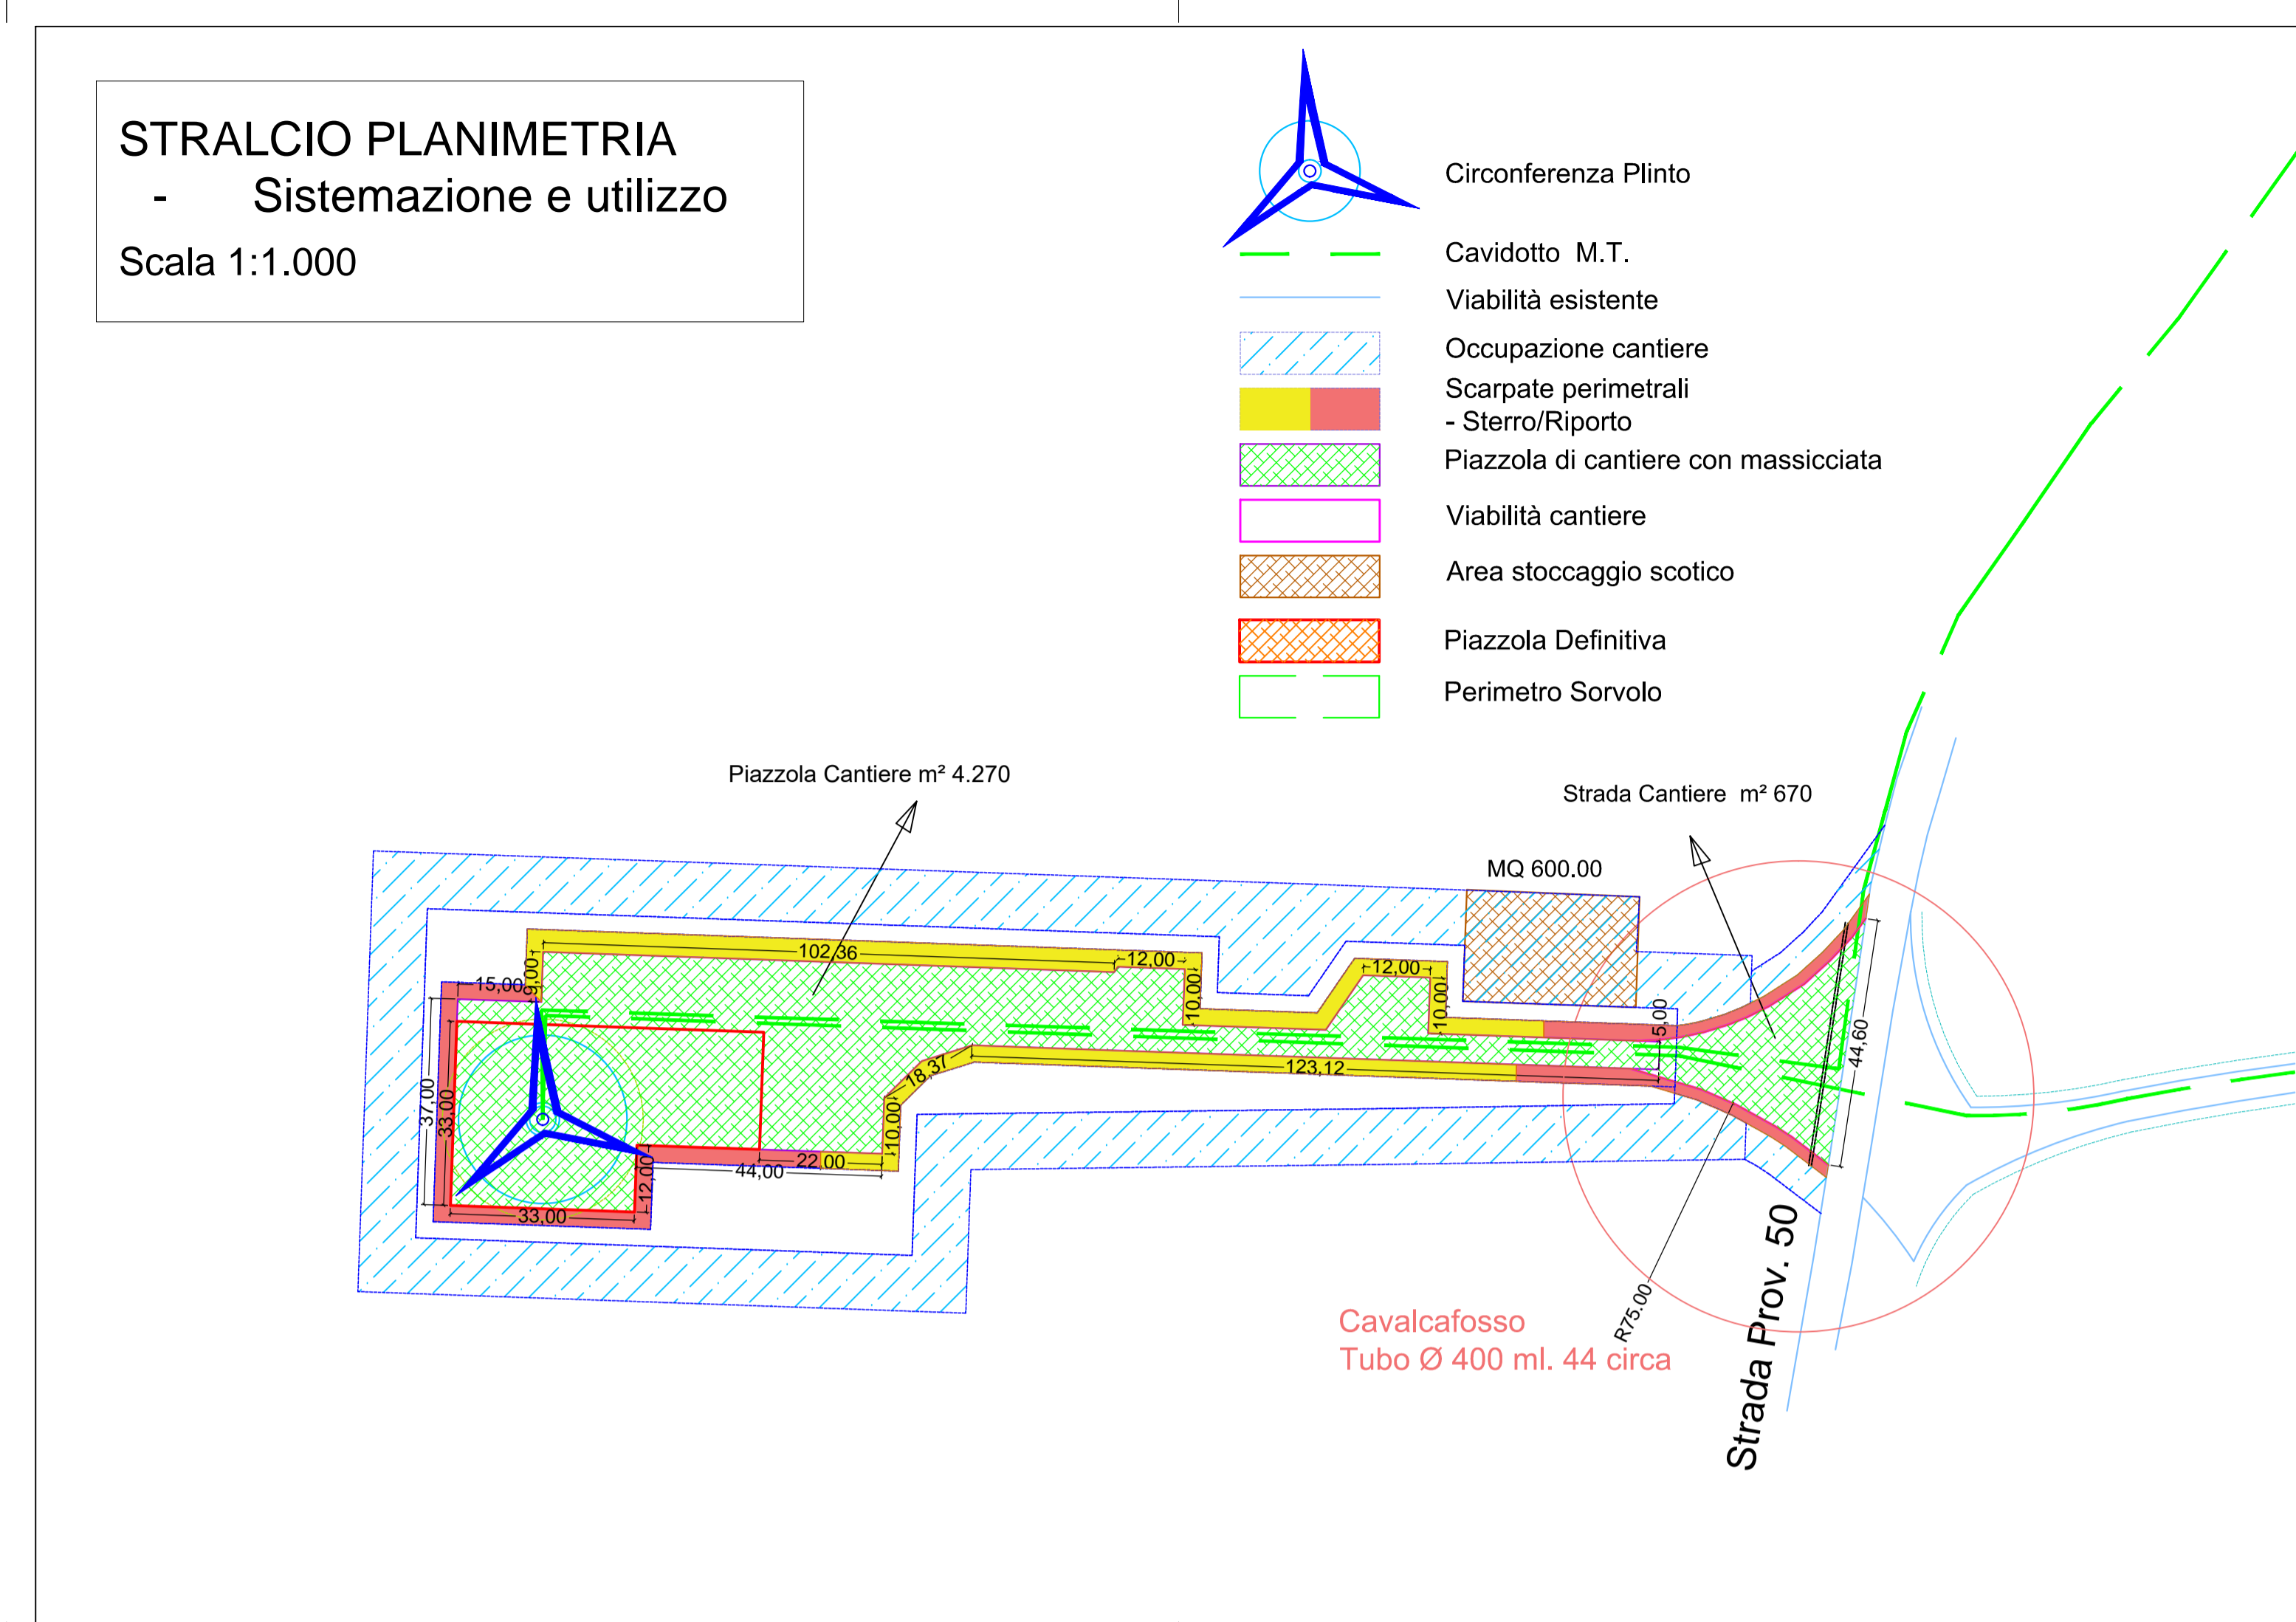 STRALCIO PLANIMETRIA
- Sistemazione e utilizzo
Scala 1:1.000
Circonferenza Plinto
Cavidotto M.T.
Viabilità esistente
Occupazione cantiere
Scarpate perimetrali
- Sterro/Riporto
Piazzola di cantiere con massicciata
Viabilità cantiere
Area stoccaggio scotico
Piazzola Definitiva
Perimetro Sorvolo
Piazzola Cantiere m² 4.270
Strada Cantiere m² 670
MQ 600.00
102,36
12,00
12,00
15,00
9,00
10,00
10,00
5,00
44,60
37,00
33,00
18,37
123,12
10,00
22,00
44,00
12,00
33,00
R75.00
Strada Prov. 50
Cavalcafosso
Tubo Ø 400 ml. 44 circa